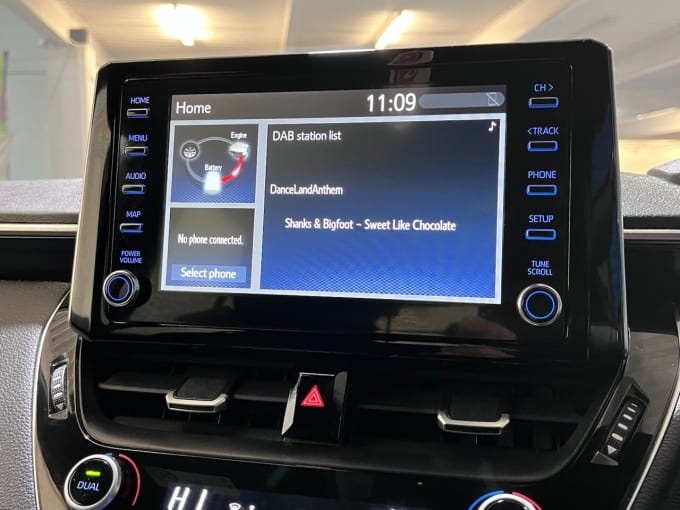 HOME
MENU
AUDIO
MAP
POWER
VOLUME
Home
11:09
Engine
Battery
No phone connected.
Select phone
DAB station list
DanceLandAnthem
Shanks & Bigfoot – Sweet Like Chocolate
CH >
<TRACK
PHONE
SETUP
TUNE
SCROLL
DUAL
HI